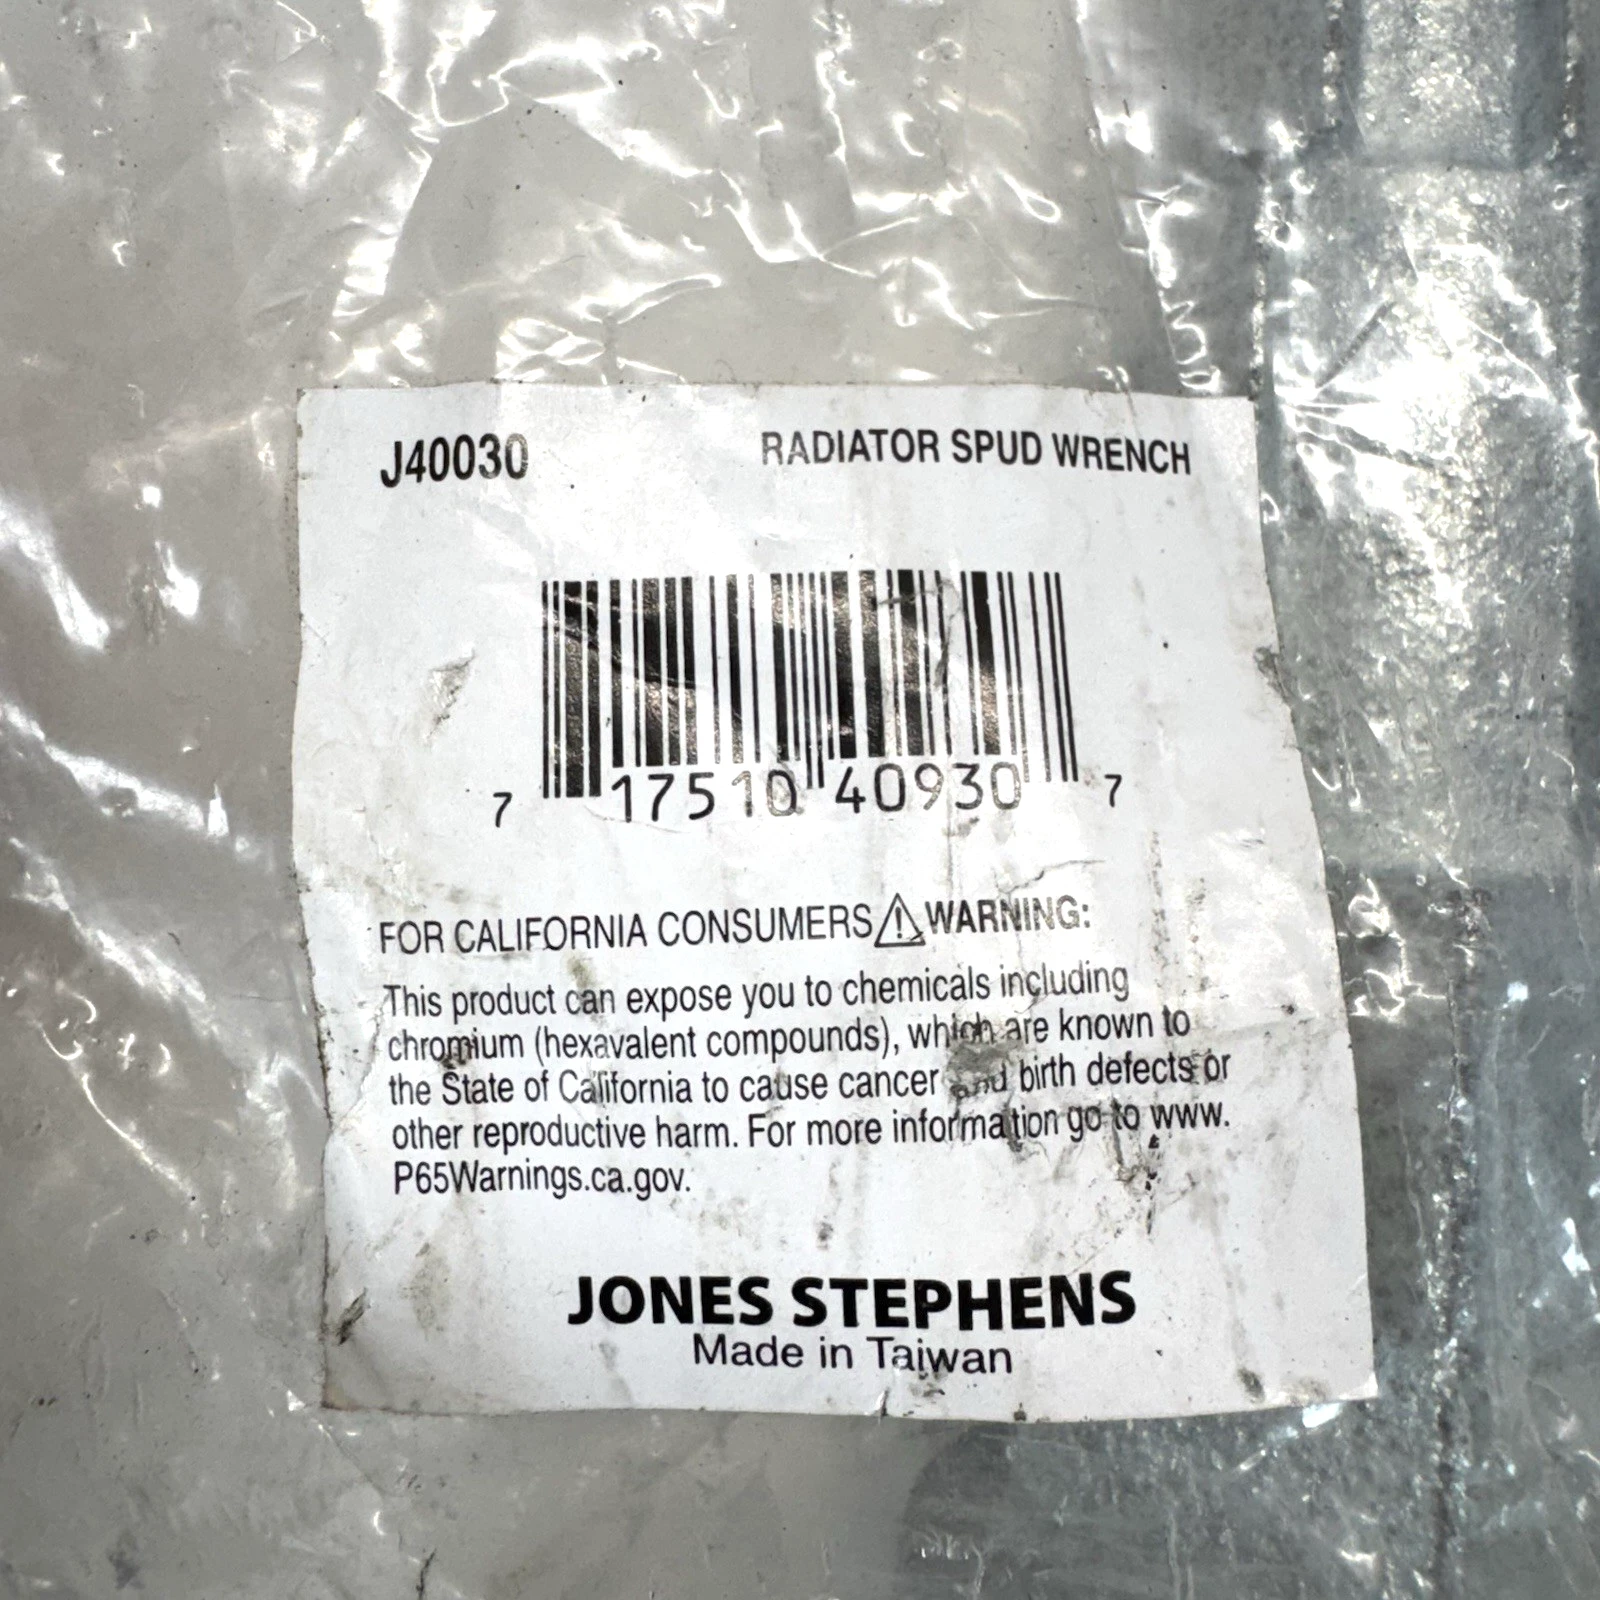 J40030 RADIATOR SPUD WRENCH
7 17510 40930 7
FOR CALIFORNIA CONSUMERS ⚠ WARNING:
This product can expose you to chemicals including
chromium (hexavalent compounds), which are known to
the State of California to cause cancer and birth defects or
other reproductive harm. For more information go to www.
P65Warnings.ca.gov.
JONES STEPHENS
Made in Taiwan